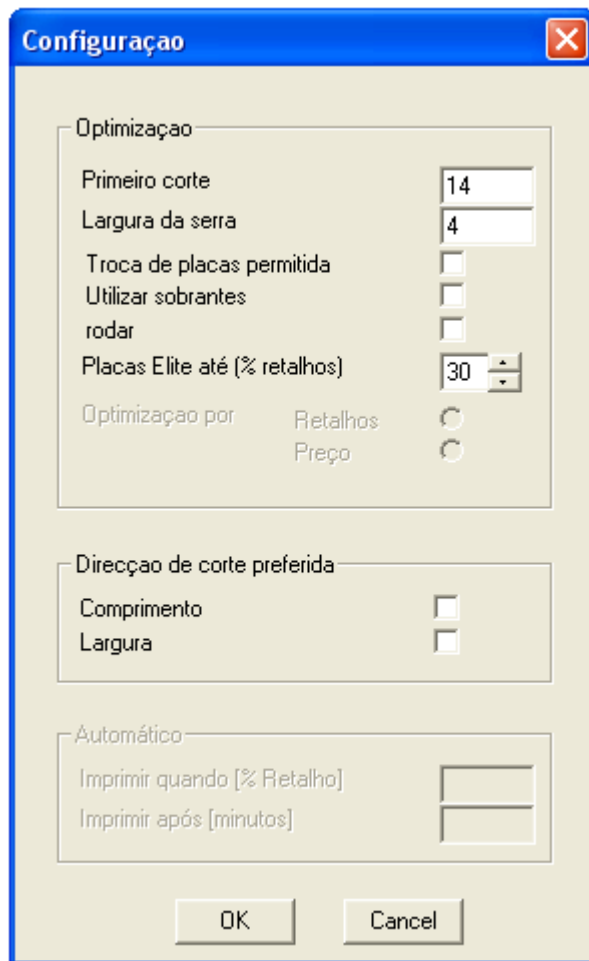 Configuraçao
Optimizaçao
Primeiro corte 14
Largura da serra 4
Troca de placas permitida
Utilizar sobrantes
rodar
Placas Elite até (% retalhos) 30
Optimizaçao por Retalhos
Preço
Direcçao de corte preferida
Comprimento
Largura
Automático
Imprimir quando [% Retalho]
Imprimir após [minutos]
OK Cancel